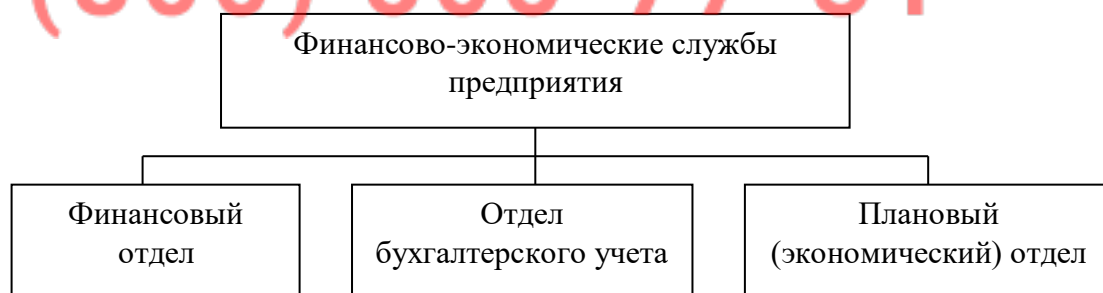 Финансово-экономические службы
предприятия
Финансовый
отдел
Отдел
бухгалтерского учета
Плановый
(экономический) отдел